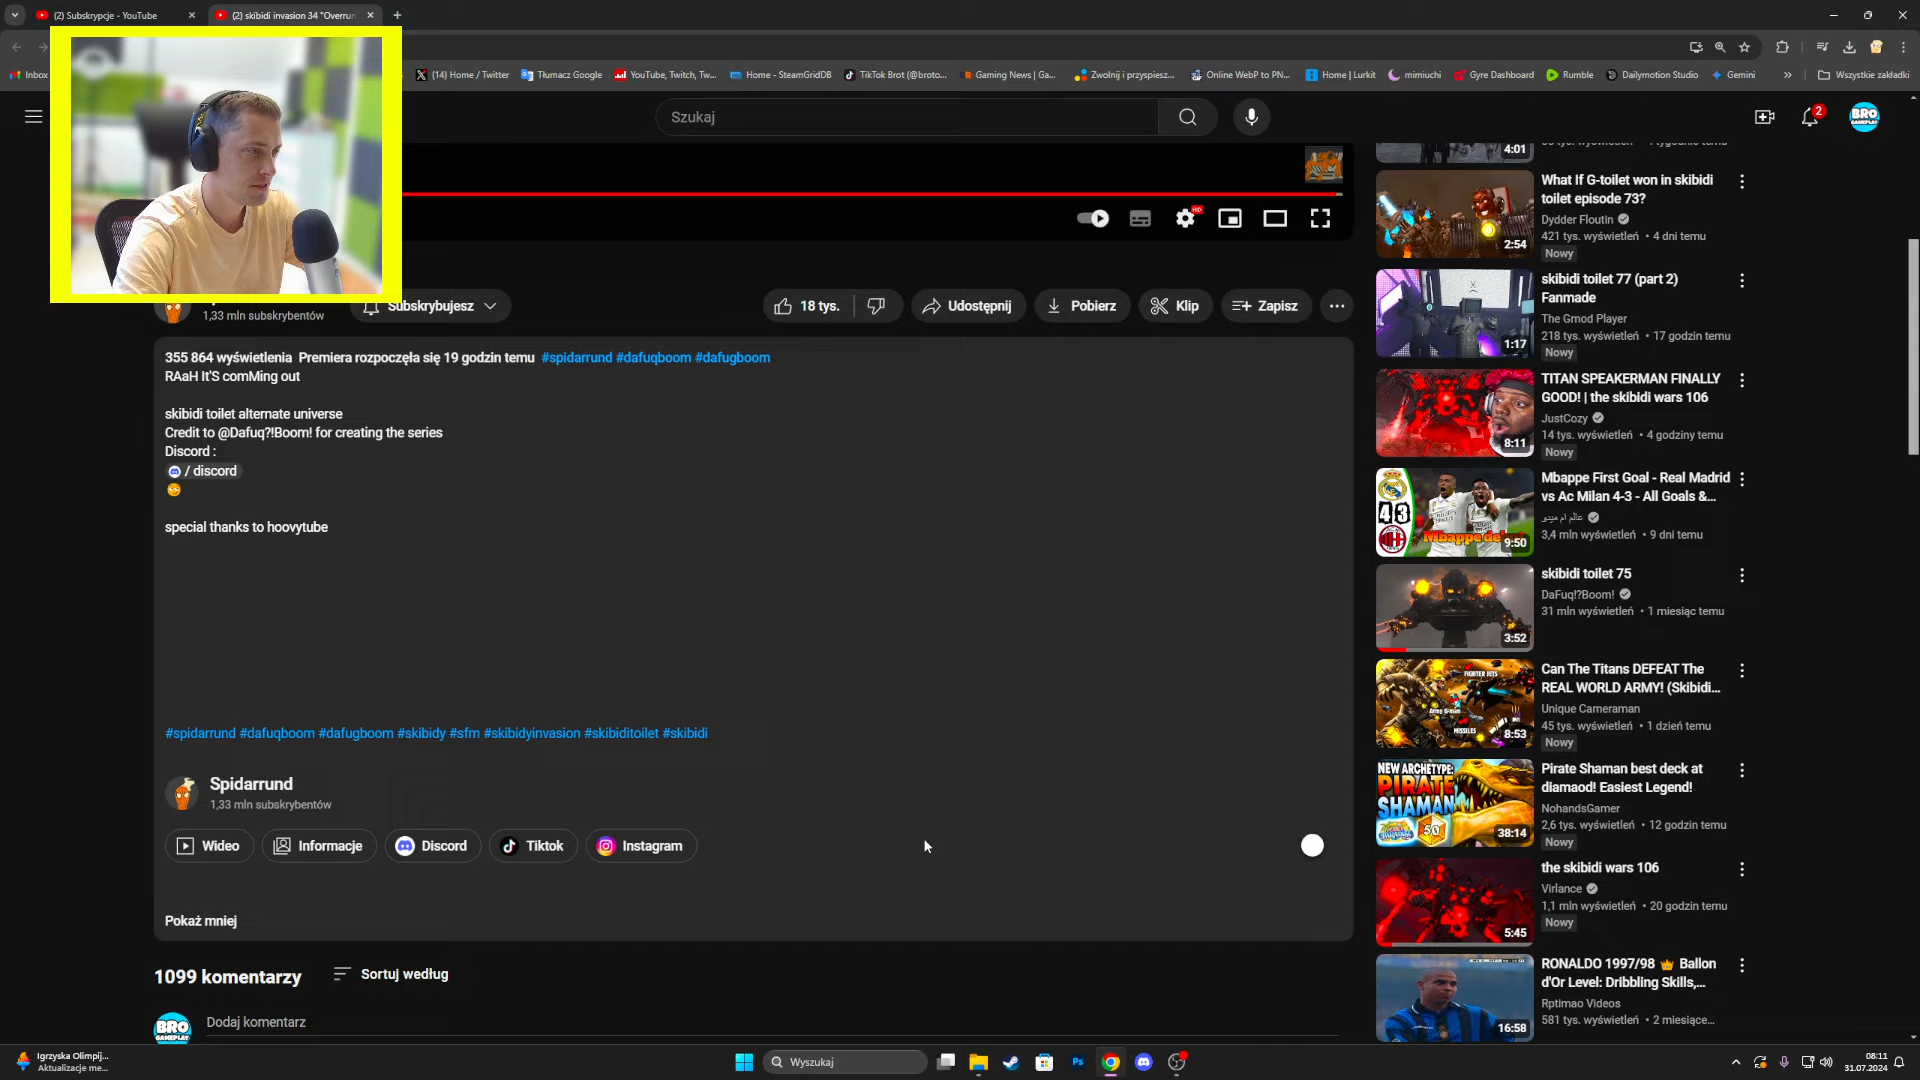 (2) Subskrypcje - YouTube
(2) skibidi invasion 34 "Overrun
Inbox
(14) Home / Twitter
Tłumacz Google
YouTube, Twitch, Tw...
Home - SteamGridDB
TikTok Brot (@broto...
Gaming News | Ga...
Zwolnij i przyspiesz...
Online WebP to PN...
Home | Lurkit
mimiuchi
Gyre Dashboard
Rumble
Dailymotion Studio
Gemini
»
Wszystkie zakładki
Szukaj
2
BRO
GAMEPLAY
HD
1,33 mln subskrybentów
Subskrybujesz
18 tys.
Udostępnij
Pobierz
Klip
Zapisz
355 864 wyświetlenia Premiera rozpoczęła się 19 godzin temu #spidarrund #dafuqboom #dafugboom
RAaH It'S comMing out
skibidi toilet alternate universe
Credit to @Dafuq?!Boom! for creating the series
Discord :
/ discord
special thanks to hoovytube
#spidarrund #dafuqboom #dafugboom #skibidy #sfm #skibidyinvasion #skibiditoilet #skibidi
Spidarrund
1,33 mln subskrybentów
Wideo
Informacje
Discord
Tiktok
Instagram
Pokaż mniej
1099 komentarzy
Sortuj według
BRO
GAMEPLAY
Dodaj komentarz
4:01
What If G-toilet won in skibidi
toilet episode 73?
Dydder Floutin
421 tys. wyświetleń • 4 dni temu
Nowy
2:54
skibidi toilet 77 (part 2)
Fanmade
The Gmod Player
218 tys. wyświetleń • 17 godzin temu
Nowy
1:17
TITAN SPEAKERMAN FINALLY
GOOD! | the skibidi wars 106
JustCozy
14 tys. wyświetleń • 4 godziny temu
Nowy
8:11
Mbappe First Goal - Real Madrid
vs Ac Milan 4-3 - All Goals &...
3,4 mln wyświetleń • 9 dni temu
4 3
9:50
skibidi toilet 75
DaFuq!?Boom!
31 mln wyświetleń • 1 miesiąc temu
3:52
Can The Titans DEFEAT The
REAL WORLD ARMY! (Skibidi...
Unique Cameraman
45 tys. wyświetleń • 1 dzień temu
Nowy
FIGHTER JETS
MISSILES
8:53
Pirate Shaman best deck at
diamaod! Easiest Legend!
NohandsGamer
2,6 tys. wyświetleń • 12 godzin temu
Nowy
NEW ARCHETYPE:
PIRATE
SHAMAN
50
38:14
the skibidi wars 106
Virlance
1,1 mln wyświetleń • 20 godzin temu
Nowy
5:45
RONALDO 1997/98 👑 Ballon
d'Or Level: Dribbling Skills,...
Rptimao Videos
581 tys. wyświetleń • 2 miesiące...
16:58
Igrzyska Olimpij...
Aktualizacje me...
Wyszukaj
Ps
08:11
31.07.2024